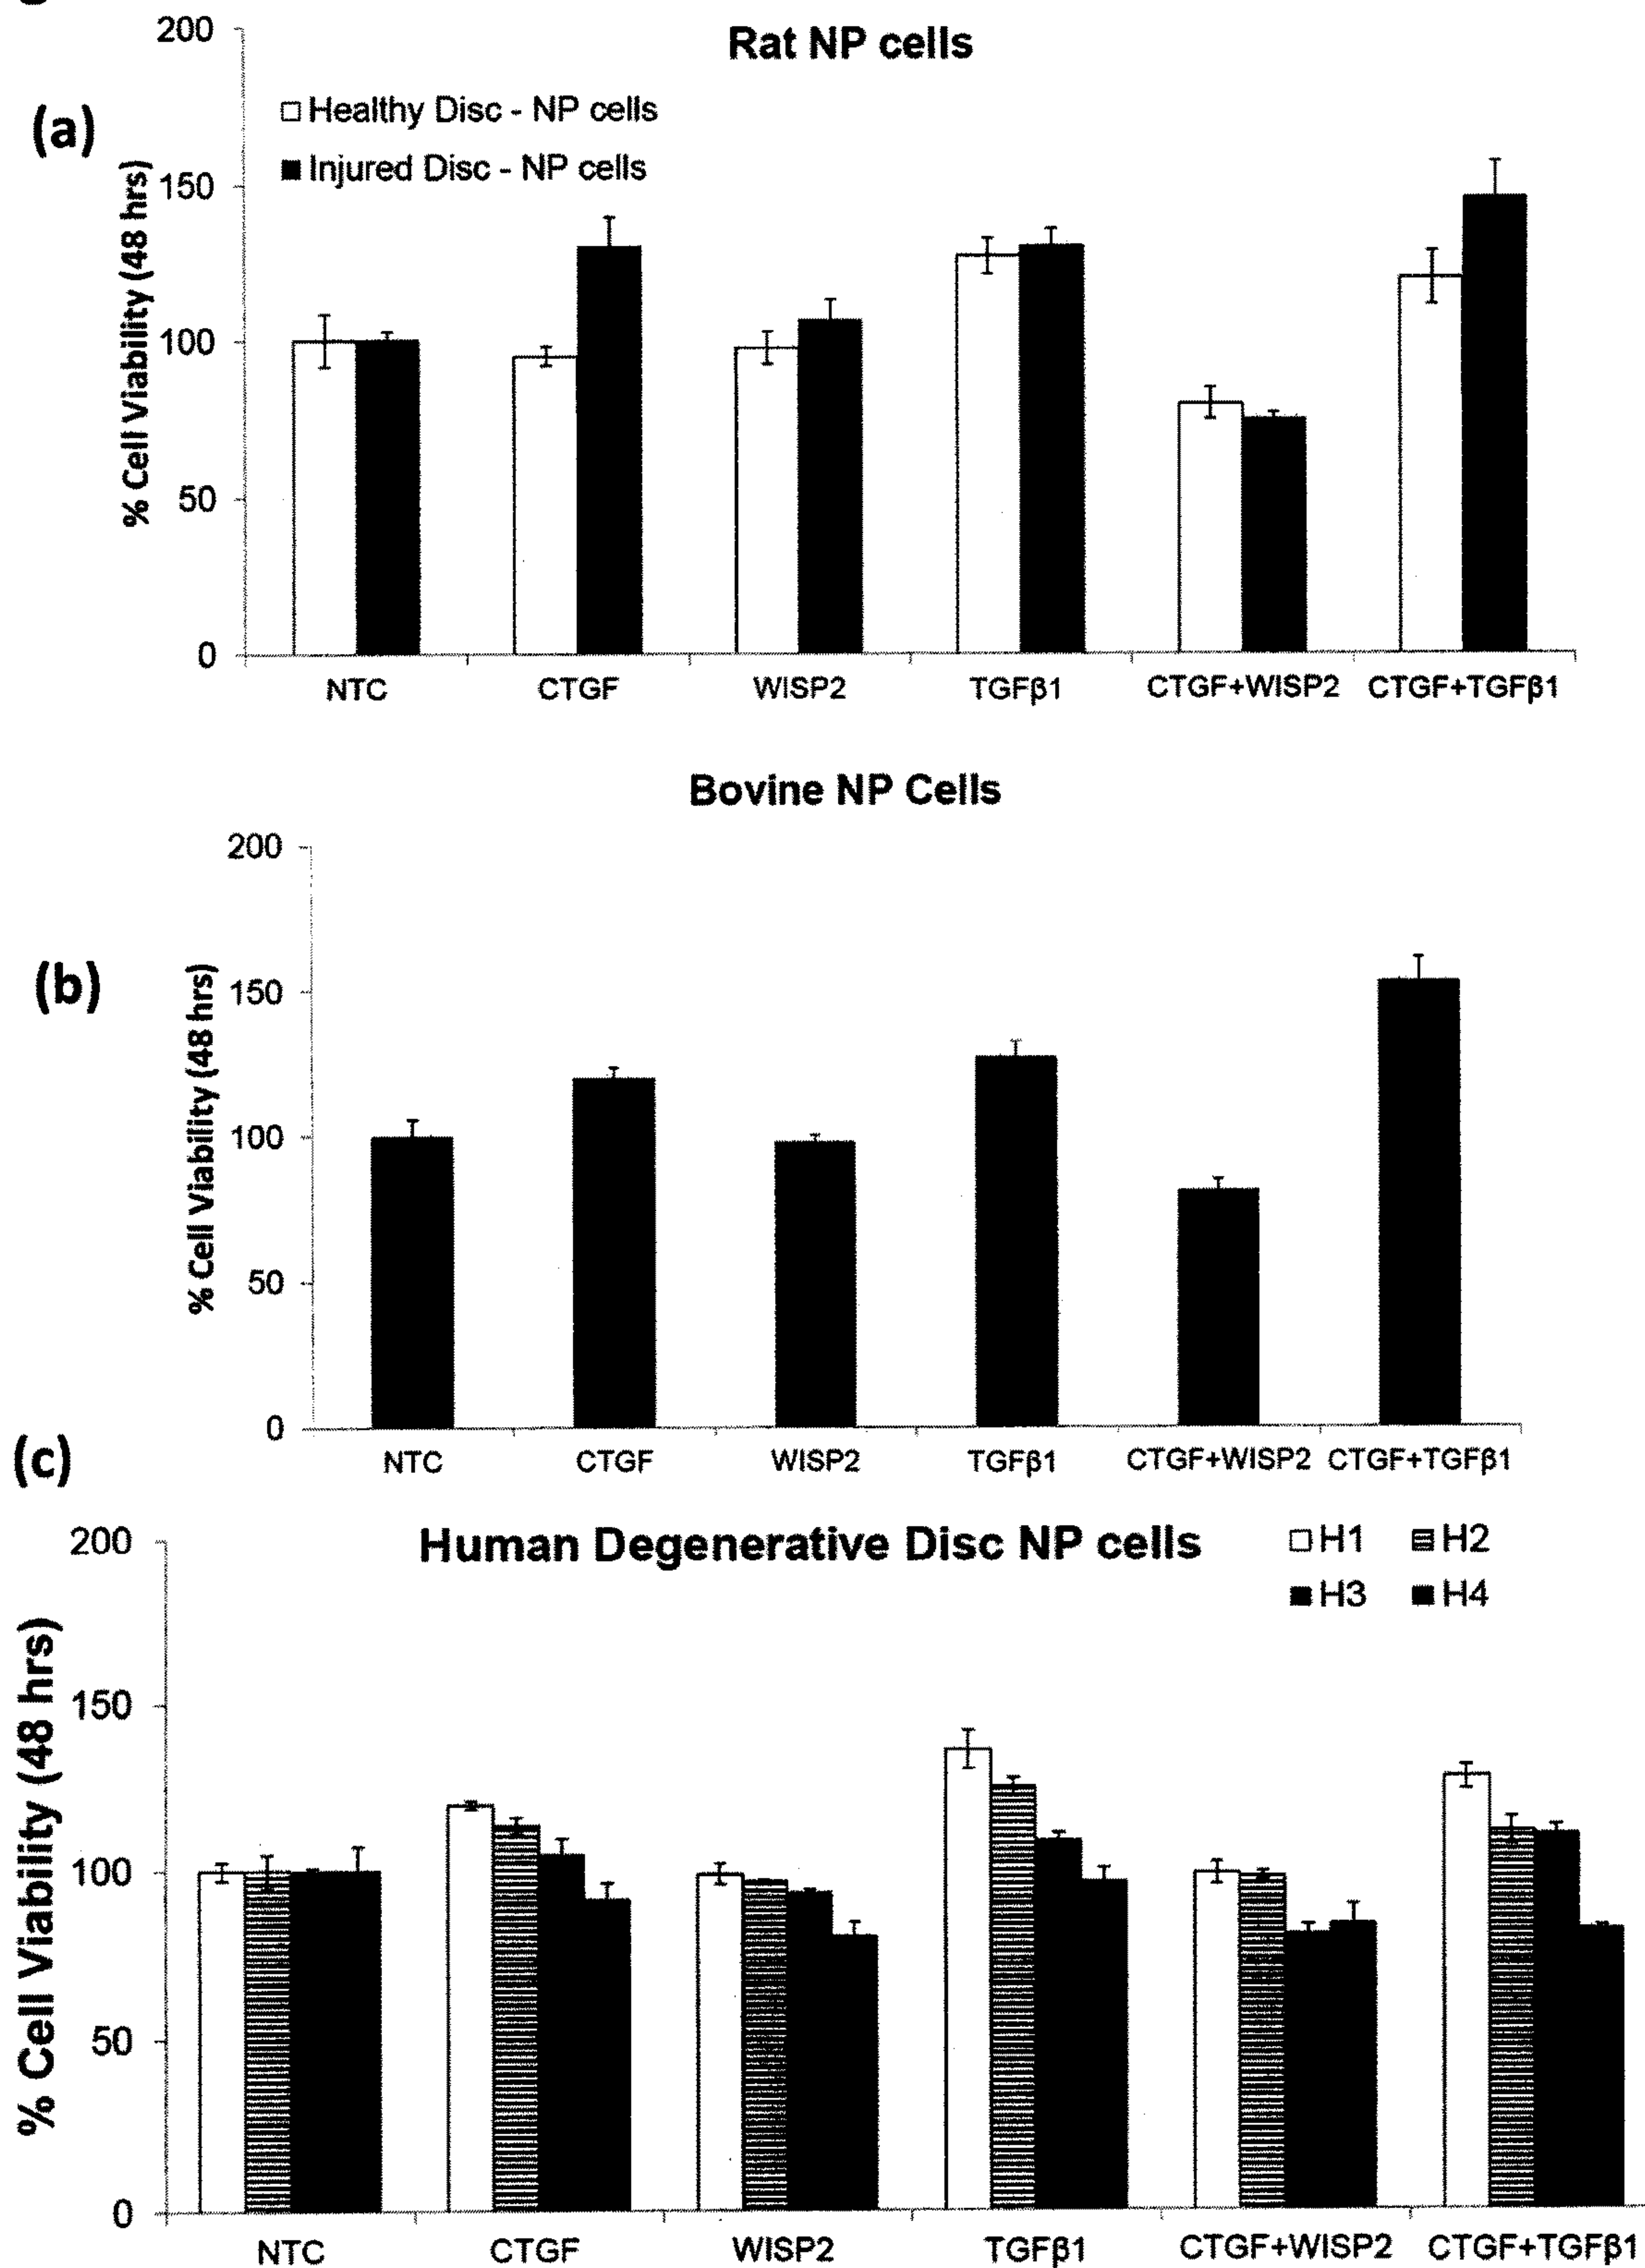 Rat NP cells
(a)
Healthy Disc - NP cells
Injured Disc - NP cells
% Cell Viability (48 hrs)
200
150
100
50
0
NTC CTGF WISP2 TGFβ1 CTGF+WISP2 CTGF+TGFβ1
Bovine NP Cells
(b)
% Cell Viability (48 hrs)
200
150
100
50
0
NTC CTGF WISP2 TGFβ1 CTGF+WISP2 CTGF+TGFβ1
(c)
Human Degenerative Disc NP cells
H1 H2
H3 H4
% Cell Viability (48 hrs)
200
150
100
50
0
NTC CTGF WISP2 TGFβ1 CTGF+WISP2 CTGF+TGFβ1